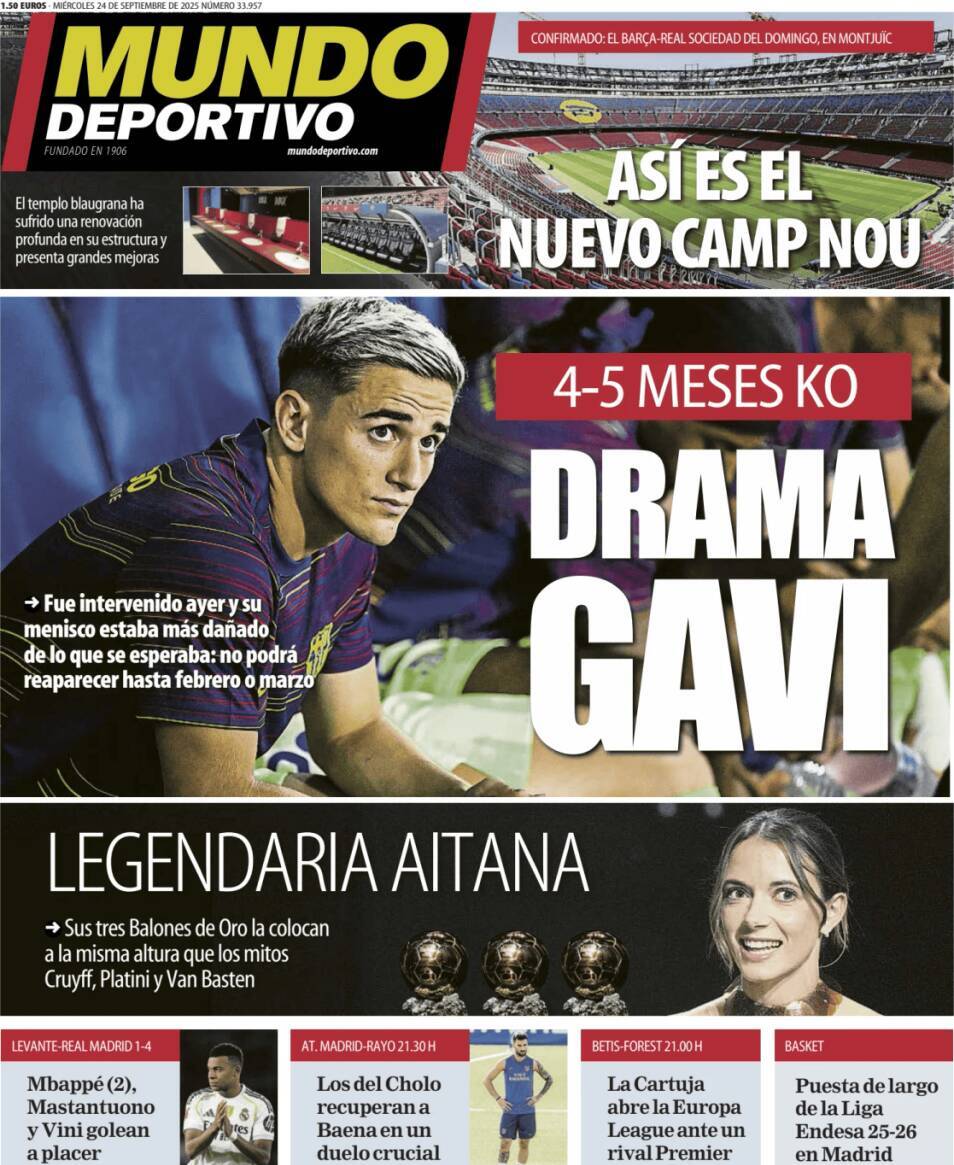 1.50 EUROS · MIÉRCOLES 24 DE SEPTIEMBRE DE 2025 NÚMERO 33.957
MUNDO
DEPORTIVO
FUNDADO EN 1906
mundodeportivo.com
CONFIRMADO: EL BARÇA-REAL SOCIEDAD DEL DOMINGO, EN MONTJUÏC
El templo blaugrana ha
sufrido una renovación
profunda en su estructura y
presenta grandes mejoras
ASÍ ES EL
NUEVO CAMP NOU
4-5 MESES KO
DRAMA
GAVI
➔ Fue intervenido ayer y su
menisco estaba más dañado
de lo que se esperaba: no podrá
reaparecer hasta febrero o marzo
LEGENDARIA AITANA
➔ Sus tres Balones de Oro la colocan
a la misma altura que los mitos
Cruyff, Platini y Van Basten
LEVANTE-REAL MADRID 1-4
Mbappé (2),
Mastantuono
y Vini golean
a placer
AT. MADRID-RAYO 21.30 H
Los del Cholo
recuperan a
Baena en un
duelo crucial
BETIS-FOREST 21.00 H
La Cartuja
abre la Europa
League ante un
rival Premier
BASKET
Puesta de largo
de la Liga
Endesa 25-26
en Madrid